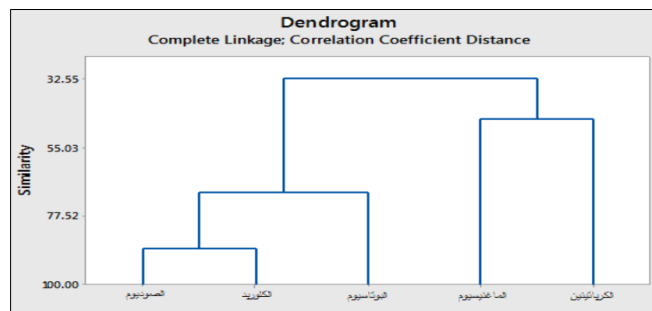 Dendrogram
Complete Linkage; Correlation Coefficient Distance
32.55
55.03
77.52
100.00
Similarity
الصوديوم
الكلوريد
البوتاسيوم
الماغنيسيوم
الكرياتينين